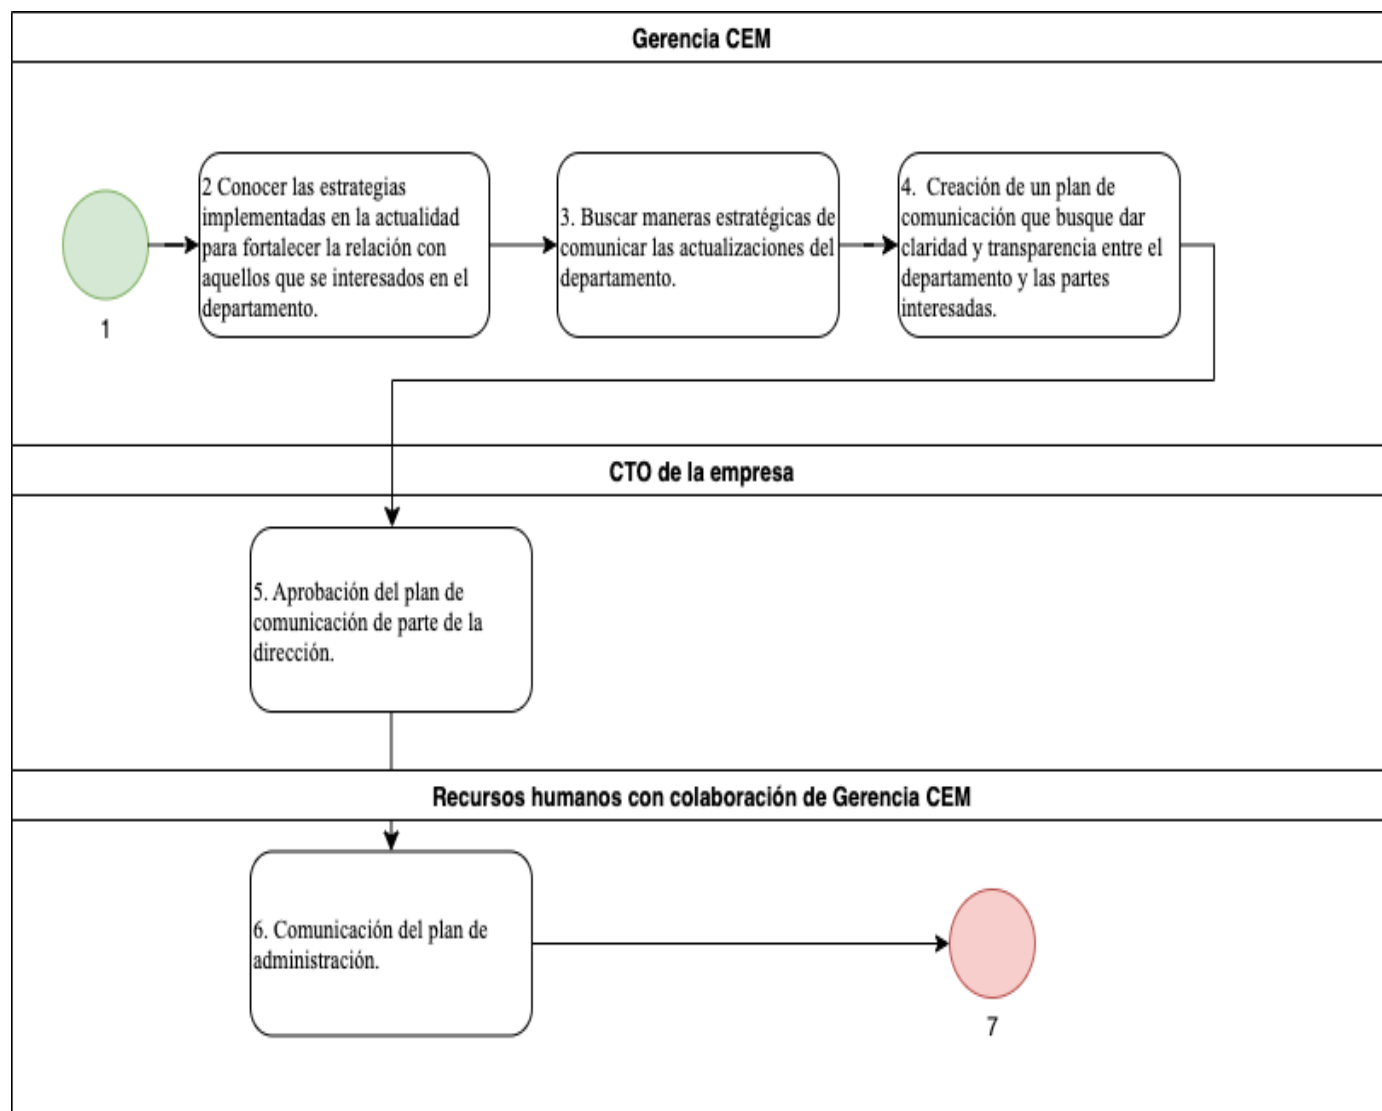 Gerencia CEM
2 Conocer las estrategias
implementadas en la actualidad
para fortalecer la relación con
aquellos que se interesados en el
departamento.
3. Buscar maneras estratégicas de
comunicar las actualizaciones del
departamento.
4. Creación de un plan de
comunicación que busque dar
claridad y transparencia entre el
departamento y las partes
interesadas.
1
CTO de la empresa
5. Aprobación del plan de
comunicación de parte de la
dirección.
Recursos humanos con colaboración de Gerencia CEM
6. Comunicación del plan de
administración.
7